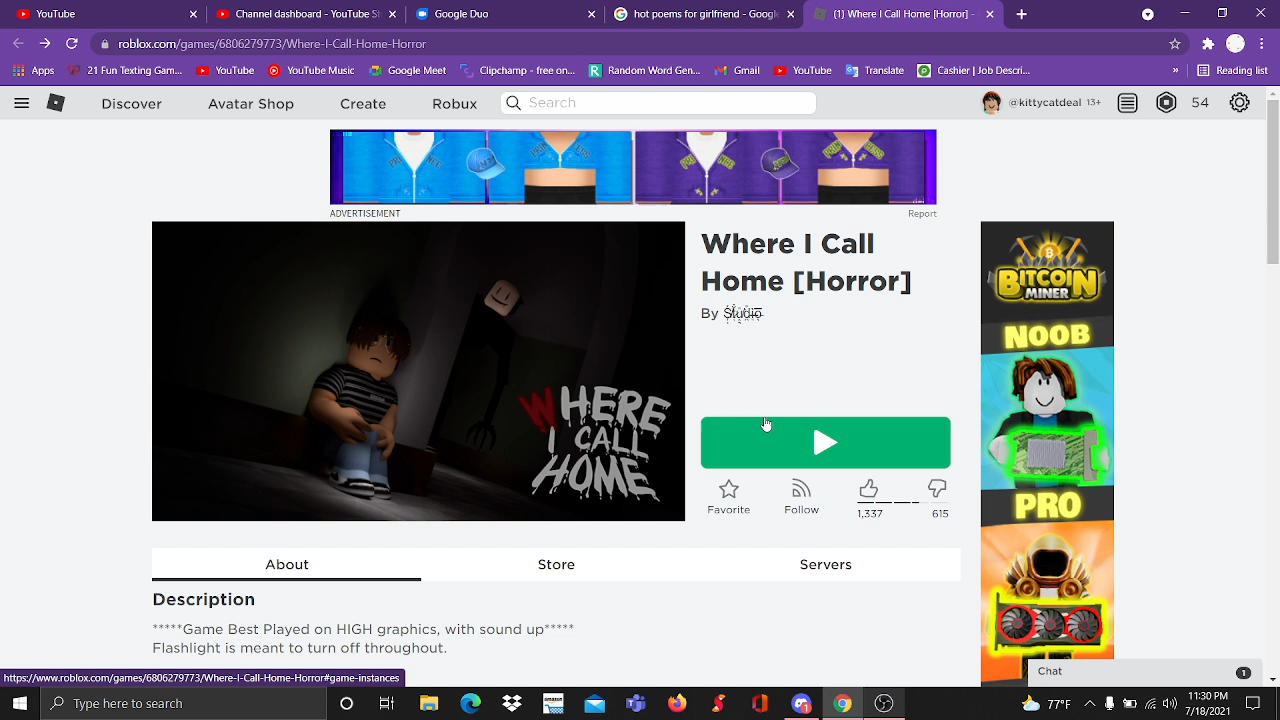 YouTube
Channel dashboard - YouTube St
Google Duo
hot poems for girlfriend - Google
(1) Where I Call Home [Horror] -
roblox.com/games/6806279773/Where-I-Call-Home-Horror
Apps
21 Fun Texting Gam...
YouTube
YouTube Music
Google Meet
Clipchamp - free...
Random Word Gen...
Gmail
YouTube
Translate
Cashier | Job Descri...
»
Reading list
Discover
Avatar Shop
Create
Robux
Search
@kittycatdeal 13+
54
ADVERTISEMENT
Report
WHERE
I CALL
HOME
Where I Call
Home [Horror]
By Studio
Favorite
Follow
1,337
615
BITCOIN
MINER
NOOB
PRO
About
Store
Servers
Description
*****Game Best Played on HIGH graphics, with sound up*****
Flashlight is meant to turn off throughout.
https://www.roblox.com/games/6806279773/Where-I-Call-Home-Horror#game-instances
Chat
1
Type here to search
77°F
11:30 PM
7/18/2021